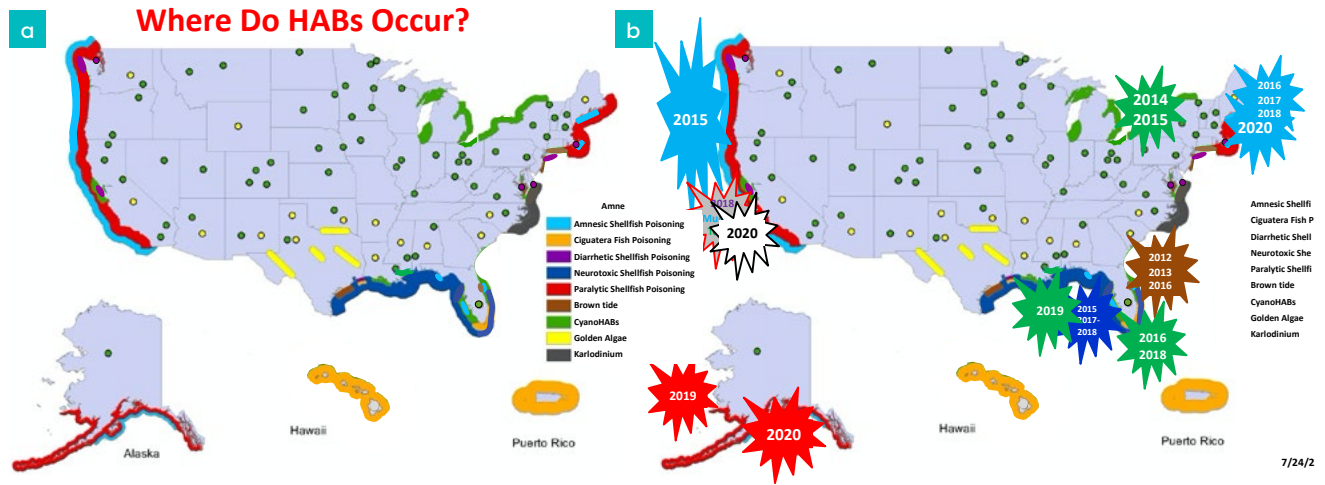 a
Where Do HABs Occur?
Amne
Amnesic Shellfish Poisoning
Ciguatera Fish Poisoning
Diarrhetic Shellfish Poisoning
Neurotoxic Shellfish Poisoning
Paralytic Shellfish Poisoning
Brown tide
CyanoHABs
Golden Algae
Karlodinium
Alaska
Hawaii
Puerto Rico
b
2015
2018
Mu
2020
2014
2015
2016
2017
2018
2020
2012
2013
2016
2019
2015
2017-
2018
2016
2018
2019
2020
Amnesic Shellfi
Ciguatera Fish P
Diarrhetic Shell
Neurotoxic She
Paralytic Shellfi
Brown tide
CyanoHABs
Golden Algae
Karlodinium
Hawaii
Puerto Rico
7/24/2